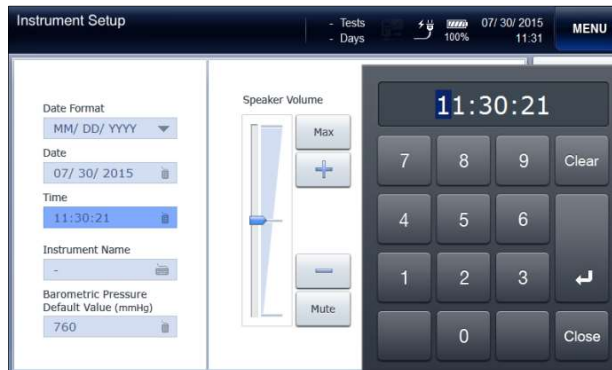 Instrument Setup
- Tests
- Days
100%
07/ 30/ 2015
11:31
MENU
Date Format
MM/ DD/ YYYY
Date
07/ 30/ 2015
Time
11:30:21
Instrument Name
-
Barometric Pressure
Default Value (mmHg)
760
Speaker Volume
Max
Mute
11:30:21
7 8 9 Clear
4 5 6
1 2 3
0 Close